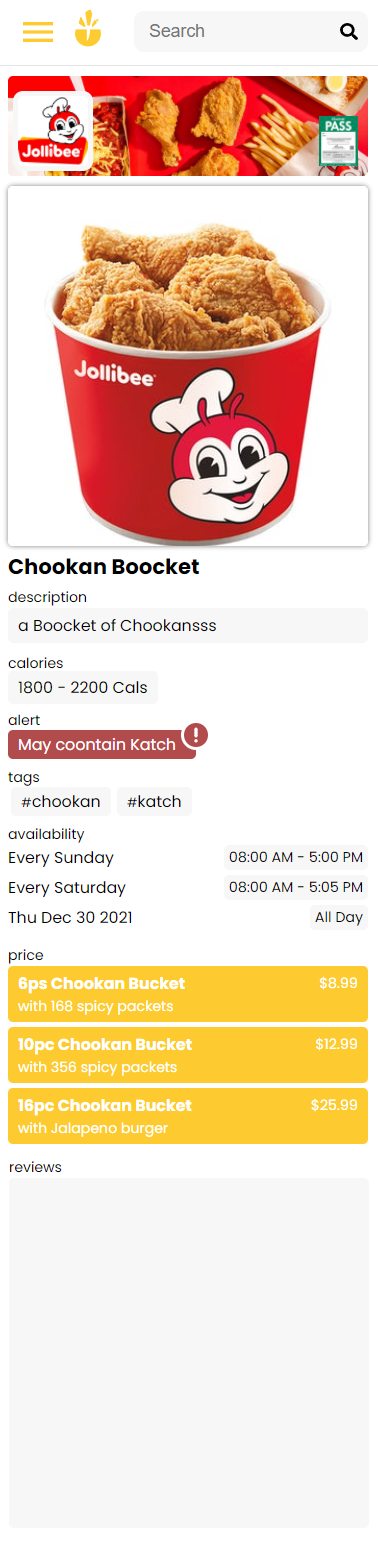 Search
Jollibee
PASS
Jollibee
Chookan Boocket
description
a Boocket of Chookansss
calories
1800 - 2200 Cals
alert
May coontain Katch
!
tags
#chookan #katch
availability
Every Sunday 08:00 AM - 5:00 PM
Every Saturday 08:00 AM - 5:05 PM
Thu Dec 30 2021 All Day
price
6ps Chookan Bucket $8.99
with 168 spicy packets
10pc Chookan Bucket $12.99
with 356 spicy packets
16pc Chookan Bucket $25.99
with Jalapeno burger
reviews